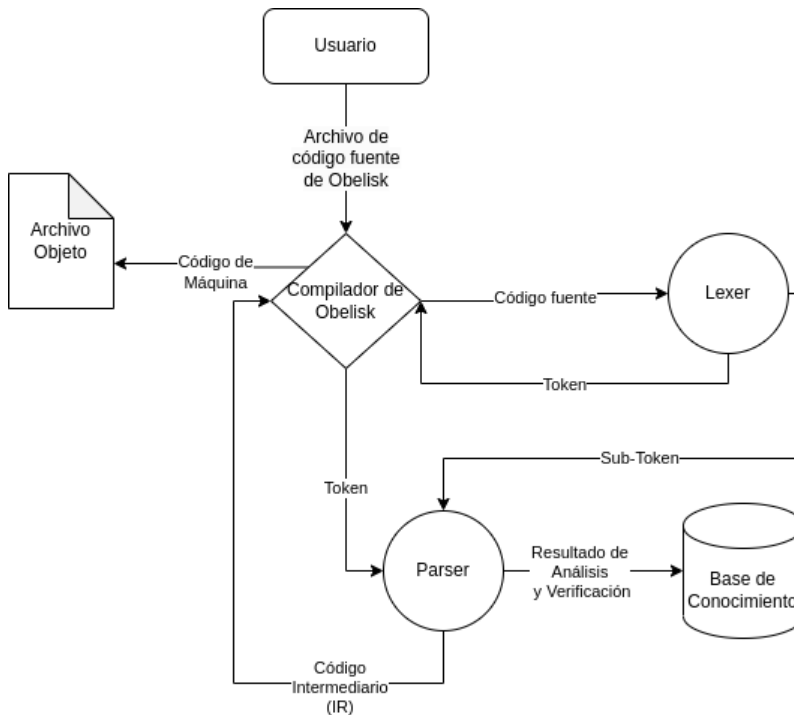 Usuario
Archivo de
código fuente
de Obelisk
Archivo
Objeto
Código de
Máquina
Compilador de
Obelisk
Código fuente
Lexer
Token
Sub-Token
Token
Parser
Resultado de
Análisis
y Verificación
Base de
Conocimiento
Código
Intermediario
(IR)